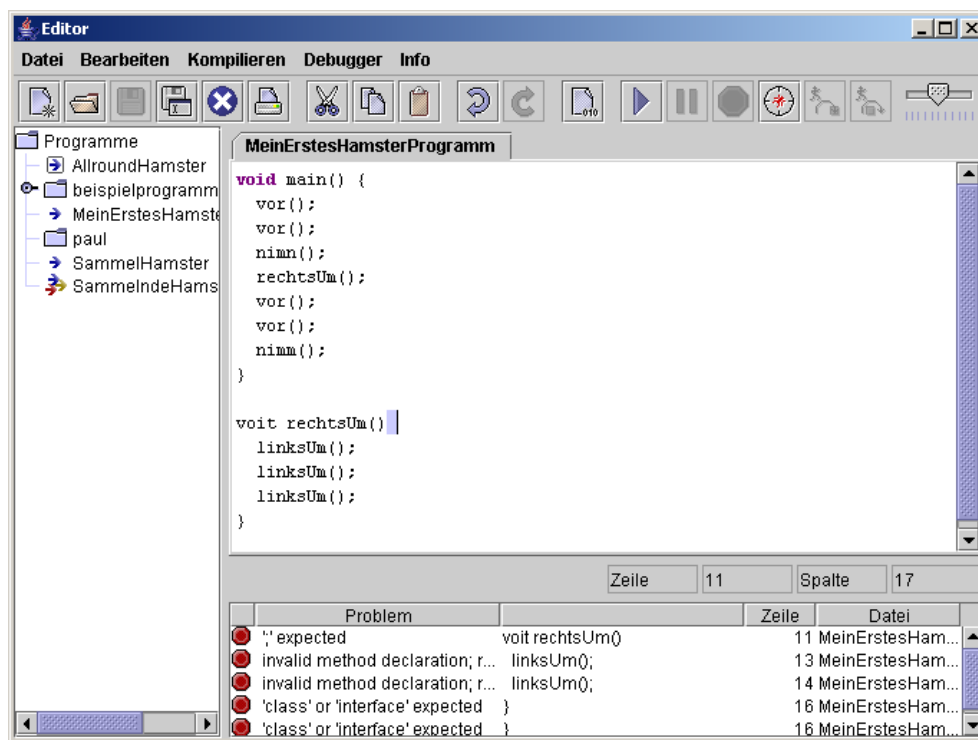 Editor
Datei Bearbeiten Kompilieren Debugger Info
010
Programme
AllroundHamster
beispielprogramm
MeinErstesHamste
paul
SammelHamster
SammelndeHams
MeinErstesHamsterProgramm
void main() {
vor();
vor();
nimn();
rechtsUm();
vor();
vor();
nimm();
}
voit rechtsUm()
linksUm();
linksUm();
linksUm();
}
Zeile 11 Spalte 17
Problem Zeile Datei
';' expected voit rechtsUm() 11 MeinErstesHam...
invalid method declaration; r... linksUm(); 13 MeinErstesHam...
invalid method declaration; r... linksUm(); 14 MeinErstesHam...
'class' or 'interface' expected } 16 MeinErstesHam...
'class' or 'interface' expected } 16 MeinErstesHam...